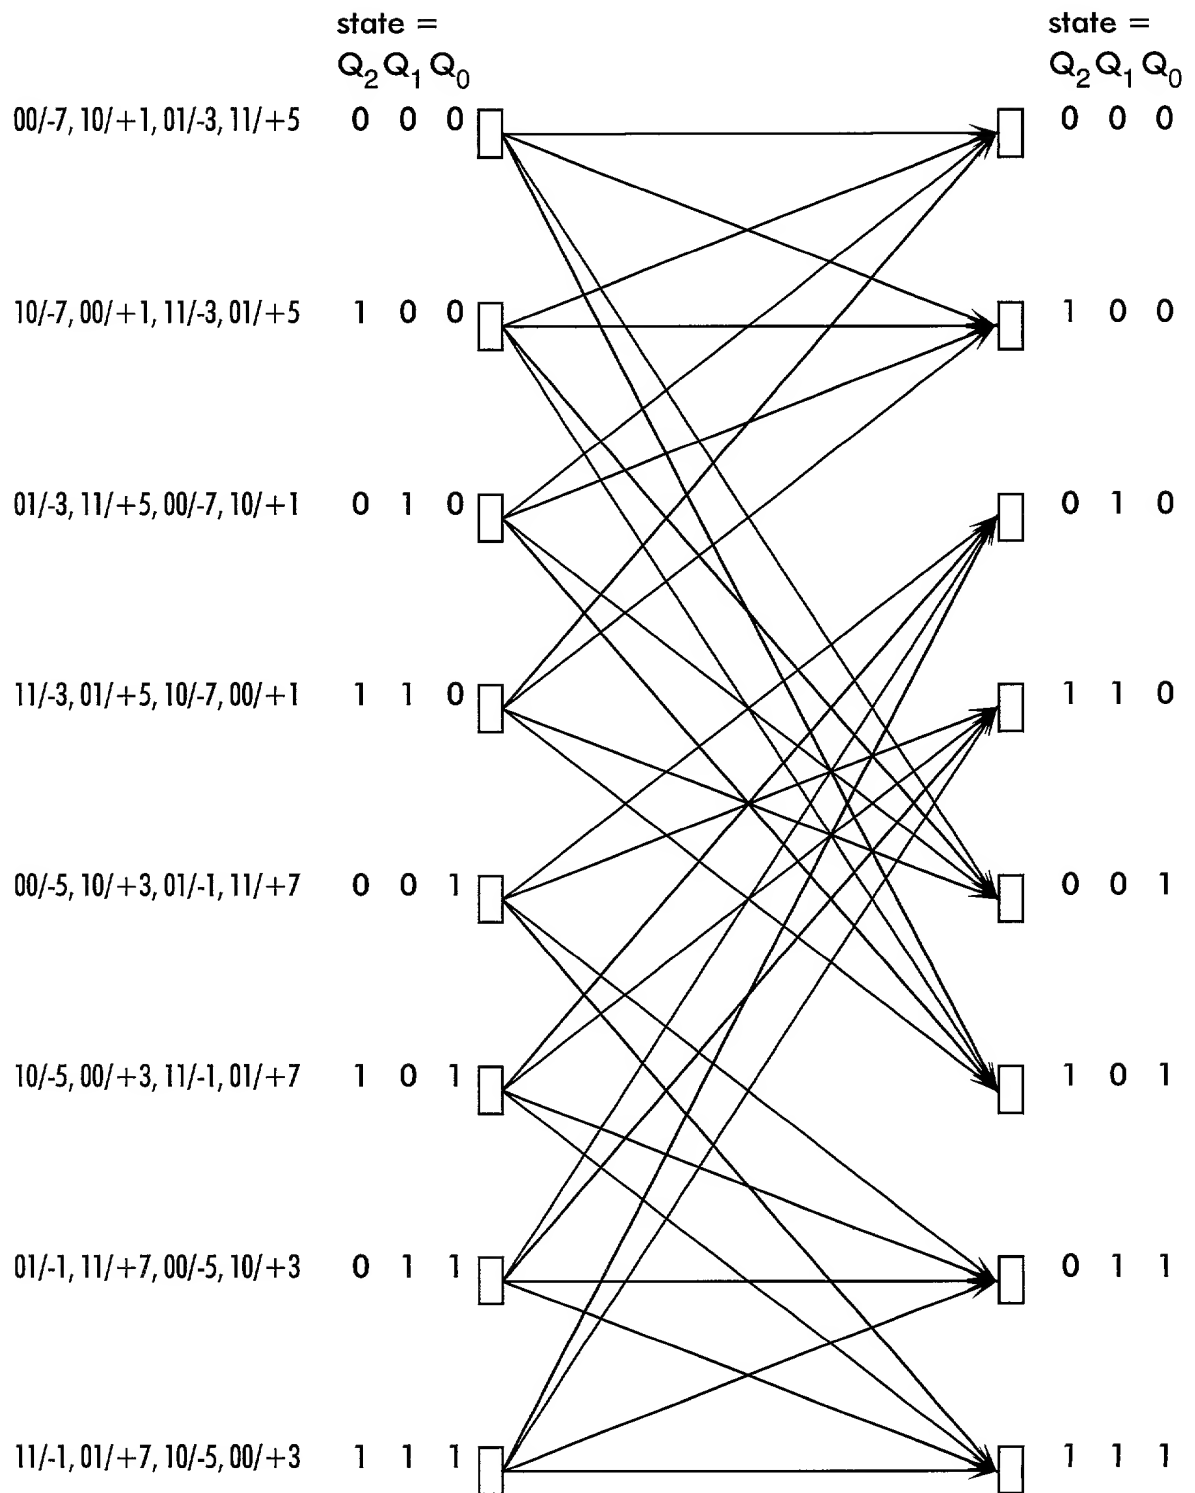 state = state =
Q2 Q1 Q0 Q2 Q1 Q0
00/-7, 10/+1, 01/-3, 11/+5 0 0 0 0 0 0
10/-7, 00/+1, 11/-3, 01/+5 1 0 0 1 0 0
01/-3, 11/+5, 00/-7, 10/+1 0 1 0 0 1 0
11/-3, 01/+5, 10/-7, 00/+1 1 1 0 1 1 0
00/-5, 10/+3, 01/-1, 11/+7 0 0 1 0 0 1
10/-5, 00/+3, 11/-1, 01/+7 1 0 1 1 0 1
01/-1, 11/+7, 00/-5, 10/+3 0 1 1 0 1 1
11/-1, 01/+7, 10/-5, 00/+3 1 1 1 1 1 1